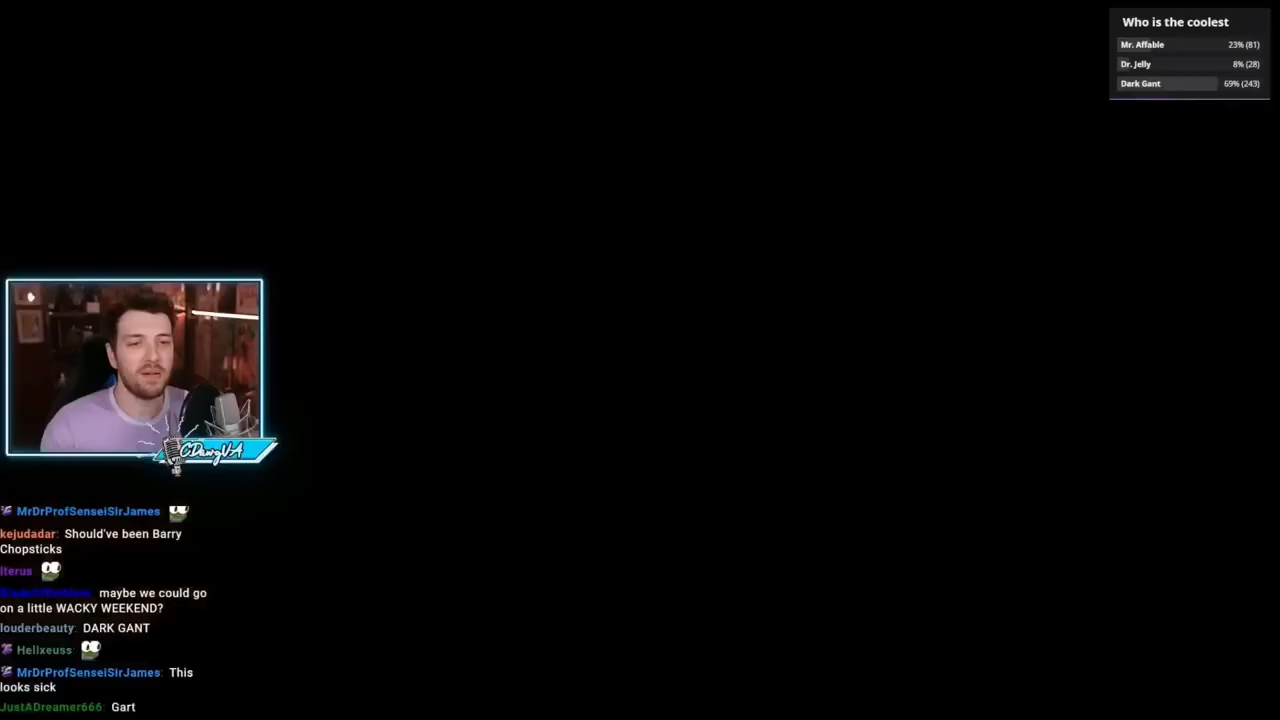 Who is the coolest
Mr. Affable 23% (81)
Dr. Jelly 8% (28)
Dark Gant 69% (243)
CDawgVA
MrDrProfSenseiSirJames
kejudadar: Should've been Barry
Chopsticks
Iterus
maybe we could go
on a little WACKY WEEKEND?
louderbeauty: DARK GANT
Hellxeuss:
MrDrProfSenseiSirJames: This
looks sick
JustADreamer666: Gart